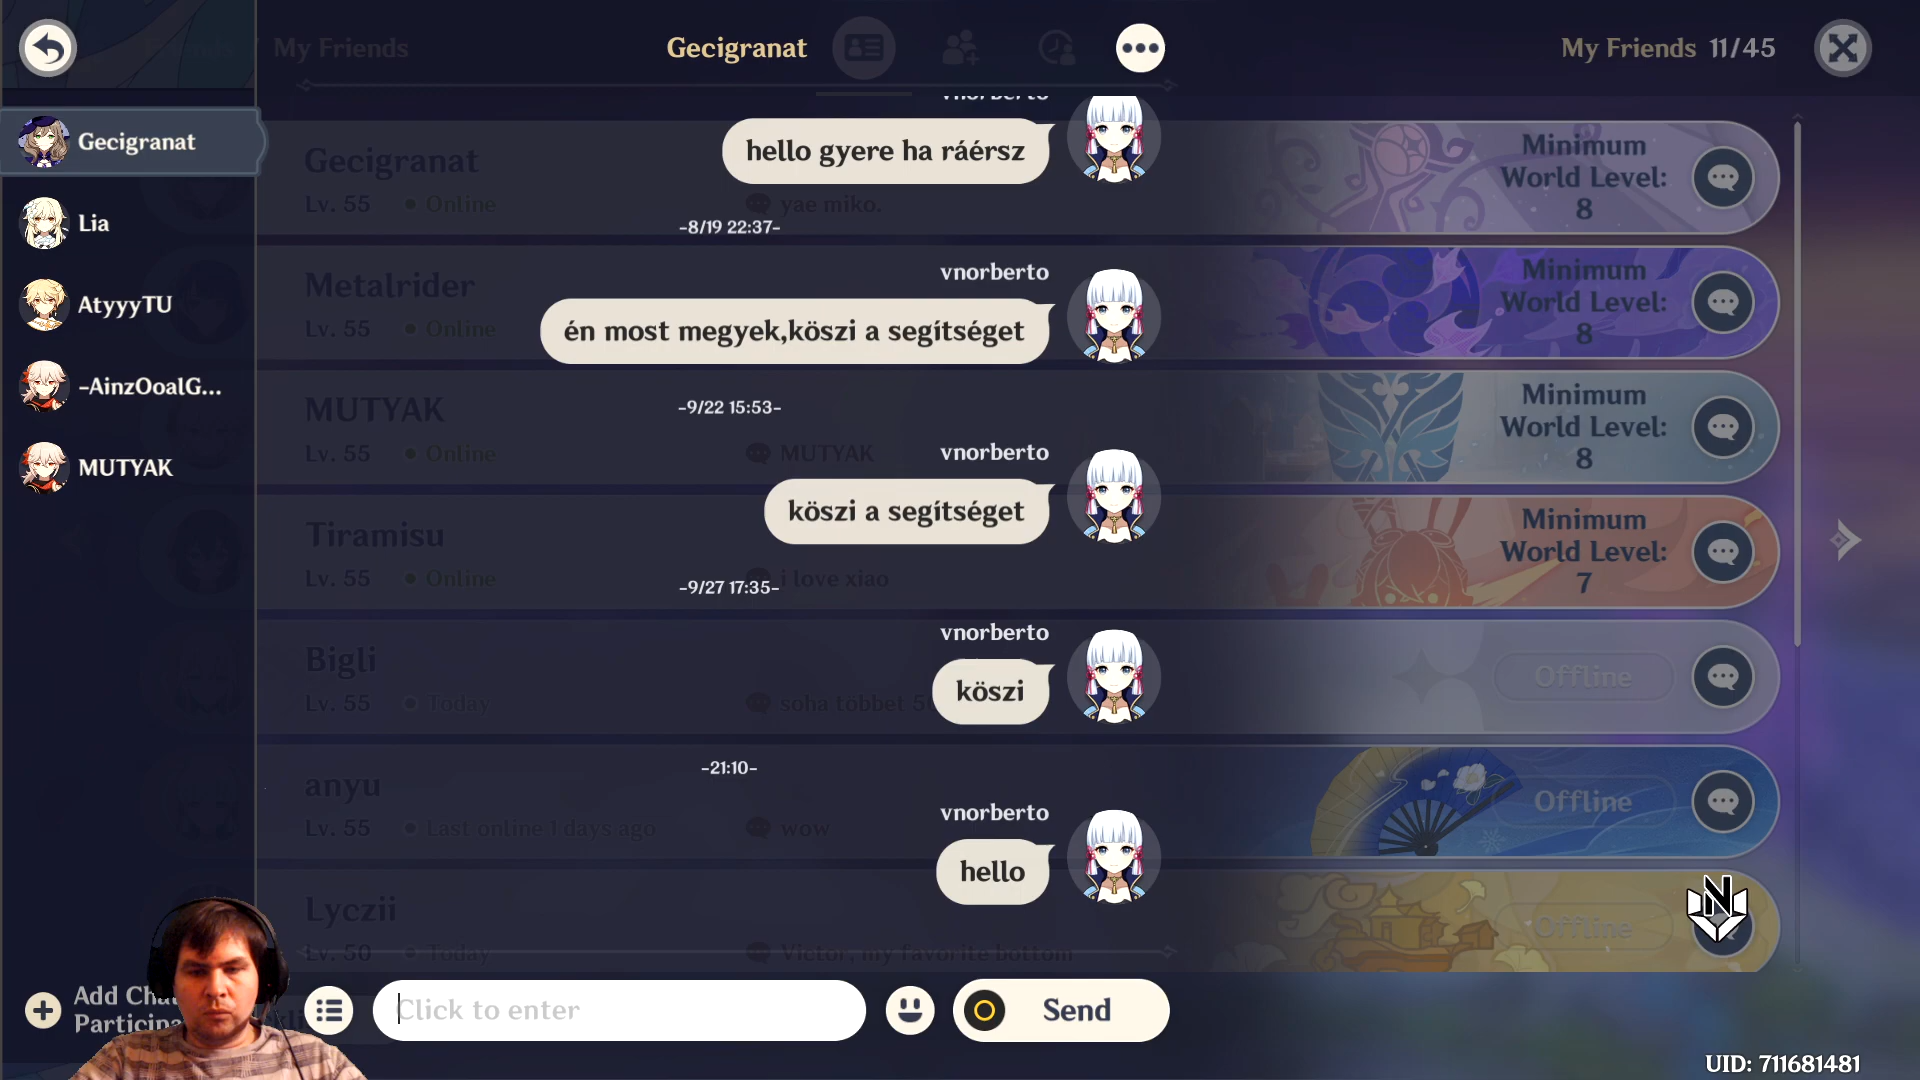 Friends / My Friends
Gecigranat
My Friends 11/45
Gecigranat
Lia
AtyyyTU
-AinzOoalG...
MUTYAK
hello gyere ha ráérsz
-8/19 22:37-
vnorberto
én most megyek,köszi a segítséget
-9/22 15:53-
vnorberto
köszi a segítséget
-9/27 17:35-
vnorberto
köszi
-21:10-
vnorberto
hello
Gecigranat
Lv. 55 Online
yae miko.
Minimum
World Level:
8
Metalrider
Lv. 55 Online
Minimum
World Level:
8
MUTYAK
Lv. 55 Online
MUTYAK
Minimum
World Level:
8
Tiramisu
Lv. 55 Online
i love xiao
Minimum
World Level:
7
Bigli
Lv. 55 Today
soha többet 5
Offline
anyu
Lv. 55 Last online 1 days ago
wow
Offline
Lyczii
Lv. 50 Today
Victor, my favorite bottom
Offline
Click to enter
Send
UID: 711681481